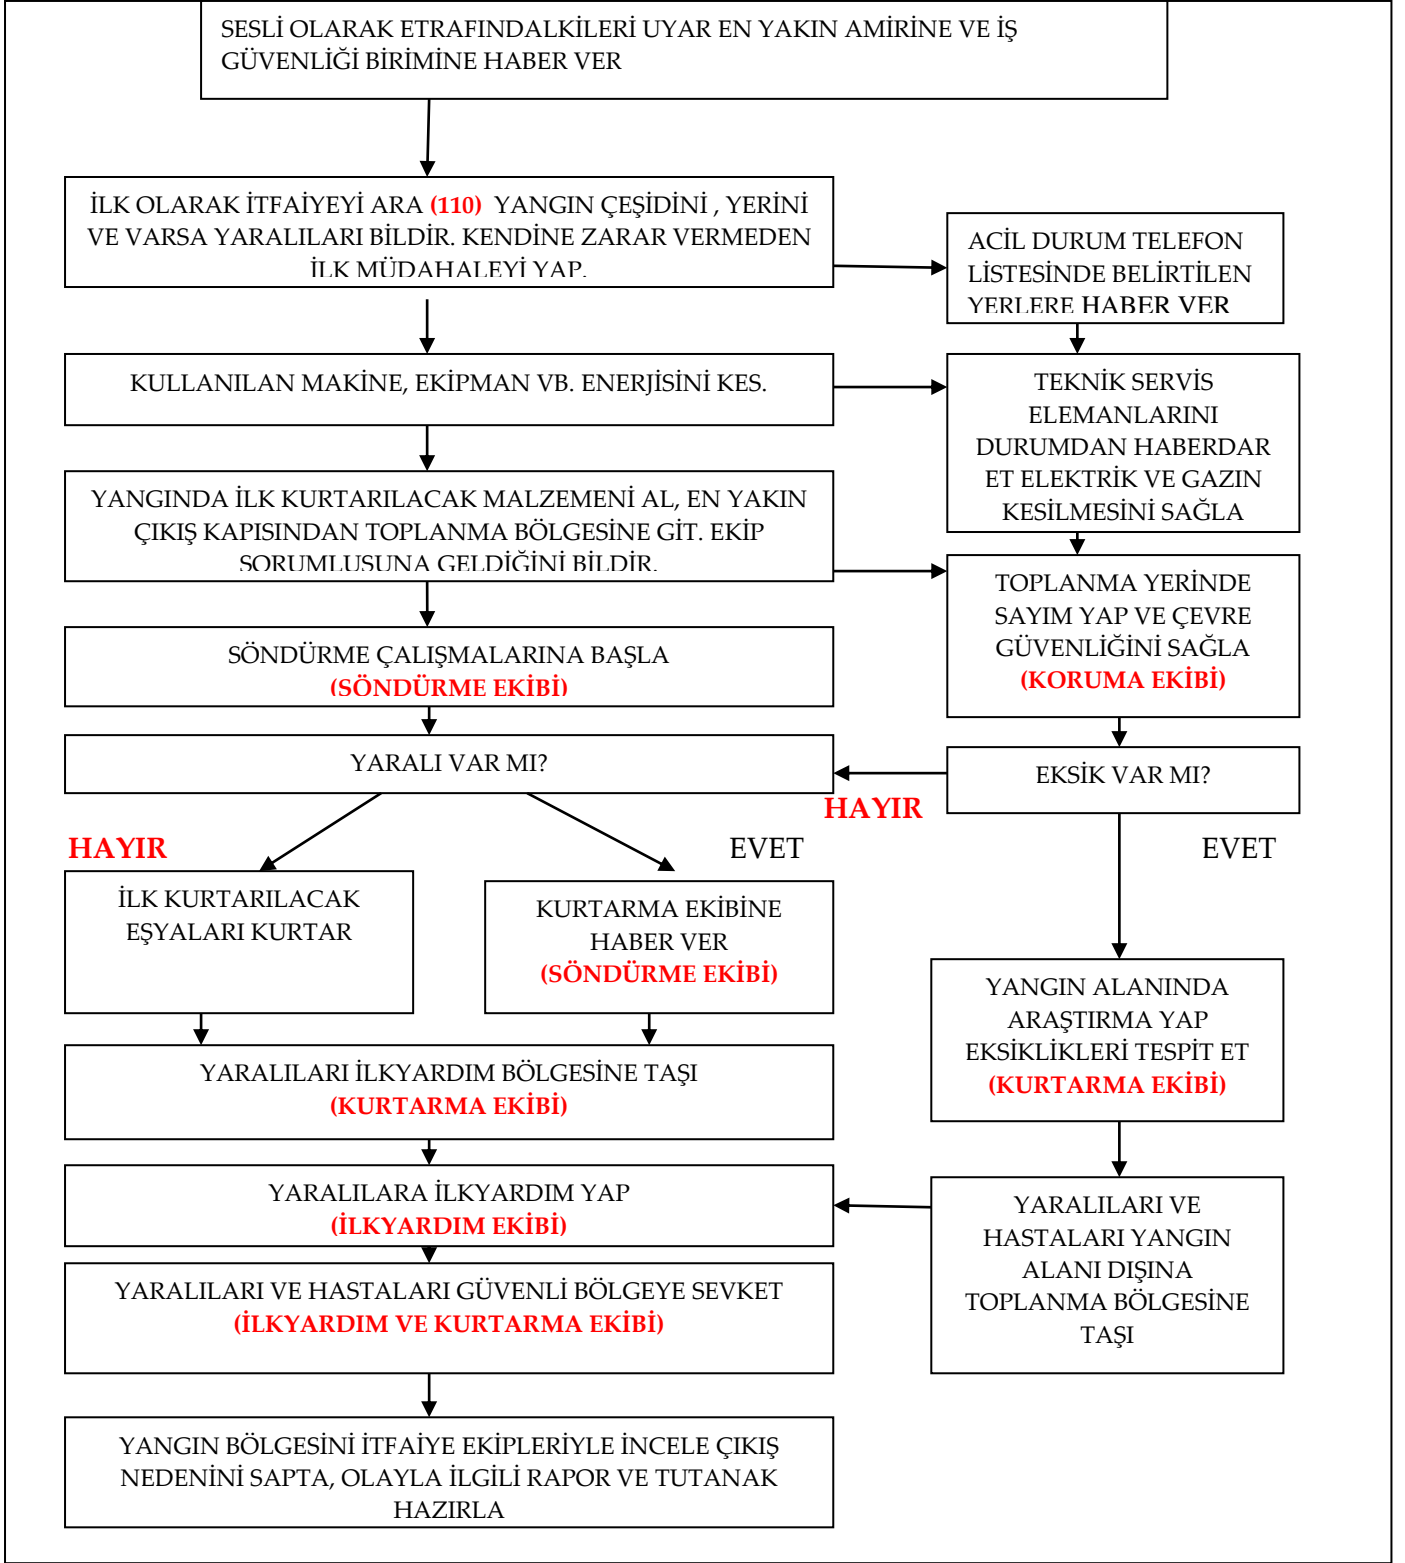 SESLİ OLARAK ETRAFINDALKİLERİ UYAR EN YAKIN AMİRİNE VE İŞ
GÜVENLİĞİ BİRİMİNE HABER VER
İLK OLARAK İTFAİYEYİ ARA (110) YANGIN ÇEŞİDİNİ , YERİNİ
VE VARSA YARALILARI BİLDİR. KENDİNE ZARAR VERMEDEN
İLK MÜDAHALEYİ YAP.
ACİL DURUM TELEFON
LİSTESİNDE BELİRTİLEN
YERLERE HABER VER
KULLANILAN MAKİNE, EKİPMAN VB. ENERJİSİNİ KES.
TEKNİK SERVİS
ELEMANLARINI
DURUMDAN HABERDAR
ET ELEKTRİK VE GAZIN
KESİLMESİNİ SAĞLA
YANGINDA İLK KURTARILACAK MALZEMENİ AL, EN YAKIN
ÇIKIŞ KAPISINDAN TOPLANMA BÖLGESİNE GİT. EKİP
SORUMLUSUNA GELDİĞİNİ BİLDİR.
TOPLANMA YERİNDE
SAYIM YAP VE ÇEVRE
GÜVENLİĞİNİ SAĞLA
(KORUMA EKİBİ)
SÖNDÜRME ÇALIŞMALARINA BAŞLA
(SÖNDÜRME EKİBİ)
YARALI VAR MI?
EKSİK VAR MI?
HAYIR
HAYIR
EVET
EVET
İLK KURTARILACAK
EŞYALARI KURTAR
KURTARMA EKİBİNE
HABER VER
(SÖNDÜRME EKİBİ)
YANGIN ALANINDA
ARAŞTIRMA YAP
EKSİKLİKLERİ TESPİT ET
(KURTARMA EKİBİ)
YARALILARI İLKYARDIM BÖLGESİNE TAŞI
(KURTARMA EKİBİ)
YARALILARA İLKYARDIM YAP
(İLKYARDIM EKİBİ)
YARALILARI VE
HASTALARI YANGIN
ALANI DIŞINA
TOPLANMA BÖLGESİNE
TAŞI
YARALILARI VE HASTALARI GÜVENLİ BÖLGEYE SEVKET
(İLKYARDIM VE KURTARMA EKİBİ)
YANGIN BÖLGESİNİ İTFAİYE EKİPLERİYLE İNCELE ÇIKIŞ
NEDENİNİ SAPTA, OLAYLA İLGİLİ RAPOR VE TUTANAK
HAZIRLA